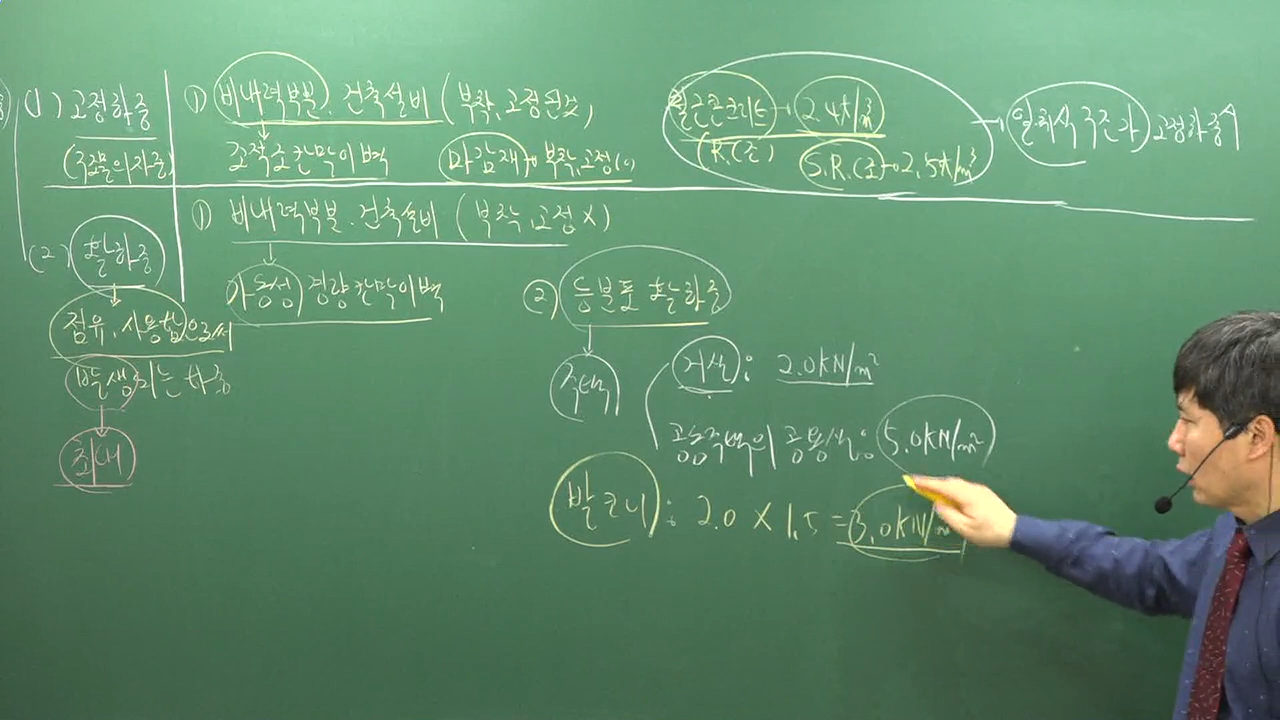 (1) 고정하중
(구조물의 자중)
① 비내력부분. 건축설비 (부착, 고정된 것)
조적조 칸막이벽
마감재→부착,고정(o)
철근콘크리트 → 2.4t/m³
(R.C조)
S.R.C조→2.5t/m³
→ 일체식 구조가 고정하중↑
(2) 활하중
점유. 사용함으로써
발생되는 하중
최대
① 비내력부분. 건축설비 (부착, 고정X)
가동성 경량칸막이벽
② 등분포 활하중
주택
거실: 2.0kN/m²
공동주택의 공용실: 5.0kN/m²
발코니: 2.0 X 1.5 = 3.0kN/m